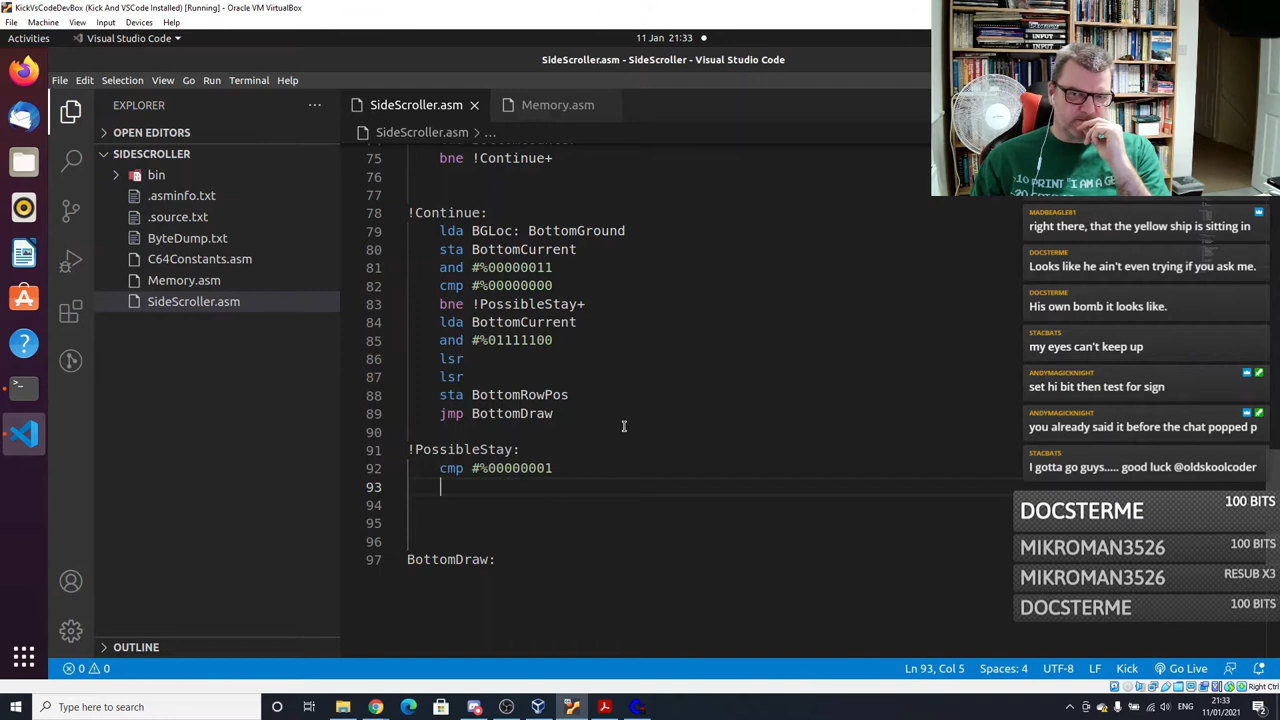 KickVsCodeDevBox (Kick And VSCode Installed) [Running] - Oracle VM VirtualBox
File Machine View Input Devices Help
Activities Visual Studio Code 11 Jan 21:33
SideScroller.asm - SideScroller - Visual Studio Code
File Edit Selection View Go Run Terminal Help
EXPLORER
SideScroller.asm
Memory.asm
SideScroller.asm > ...
OPEN EDITORS
SIDESCROLLER
bin
.asminfo.txt
.source.txt
ByteDump.txt
C64Constants.asm
Memory.asm
SideScroller.asm
OUTLINE
75 bne !Continue+
76
77
78 !Continue:
79 lda BGLoc: BottomGround
80 sta BottomCurrent
81 and #%00000011
82 cmp #%00000000
83 bne !PossibleStay+
84 lda BottomCurrent
85 and #%01111100
86 lsr
87 lsr
88 sta BottomRowPos
89 jmp BottomDraw
90
91 !PossibleStay:
92 cmp #%00000001
93
94
95
96
97 BottomDraw:
MADBEAGLE81
right there, that the yellow ship is sitting in
DOCSTERME
Looks like he ain't even trying if you ask me.
DOCSTERME
His own bomb it looks like.
STACBATS
my eyes can't keep up
ANDYMAGICKNIGHT
set hi bit then test for sign
ANDYMAGICKNIGHT
you already said it before the chat popped p
STACBATS
I gotta go guys..... good luck @oldskoolcoder
DOCSTERME 100 BITS
MIKROMAN3526 100 BITS
MIKROMAN3526 RESUB X3
DOCSTERME 100 BITS
0 0 Ln 93, Col 5 Spaces: 4 UTF-8 LF Kick Go Live
Right Ctrl
Type here to search
21:33
11/01/2021